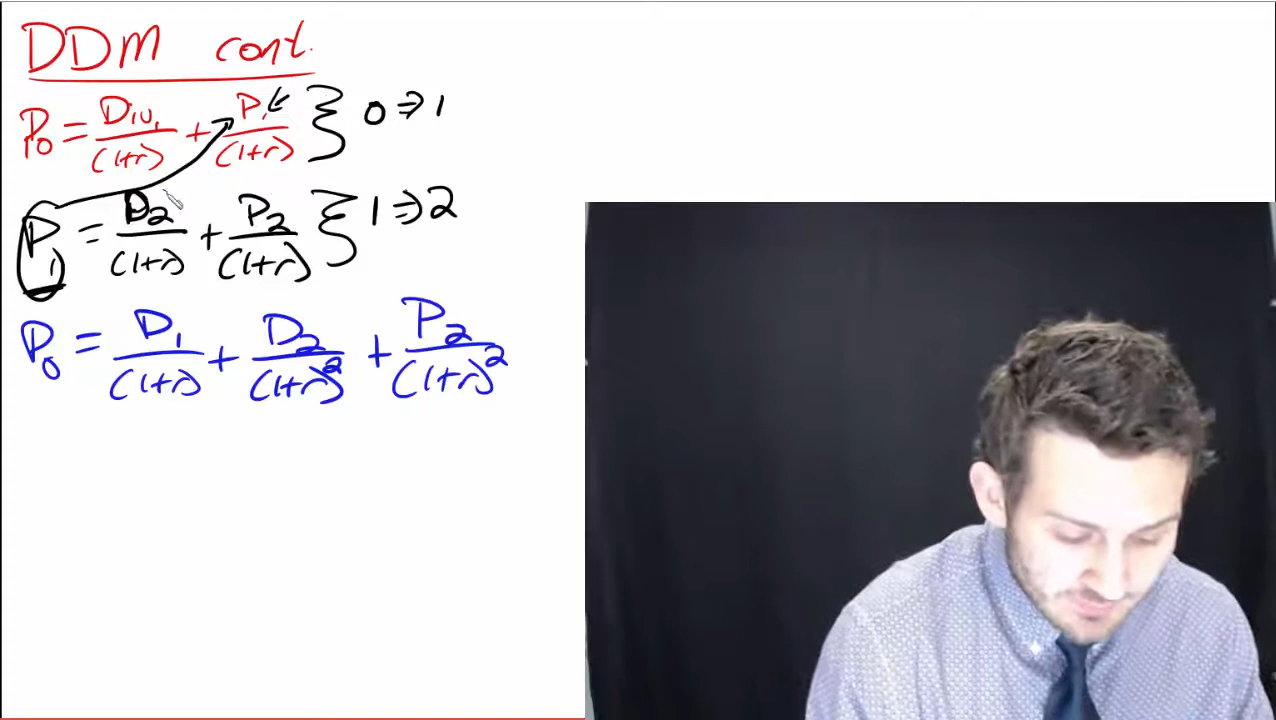 DDM cont.
P₀ = Div₁/(1+r) + P₁/(1+r) } 0 ⇒ 1
P₁ = D₂/(1+r) + P₂/(1+r) } 1 ⇒ 2
P₀ = D₁/(1+r) + D₂/(1+r)² + P₂/(1+r)²